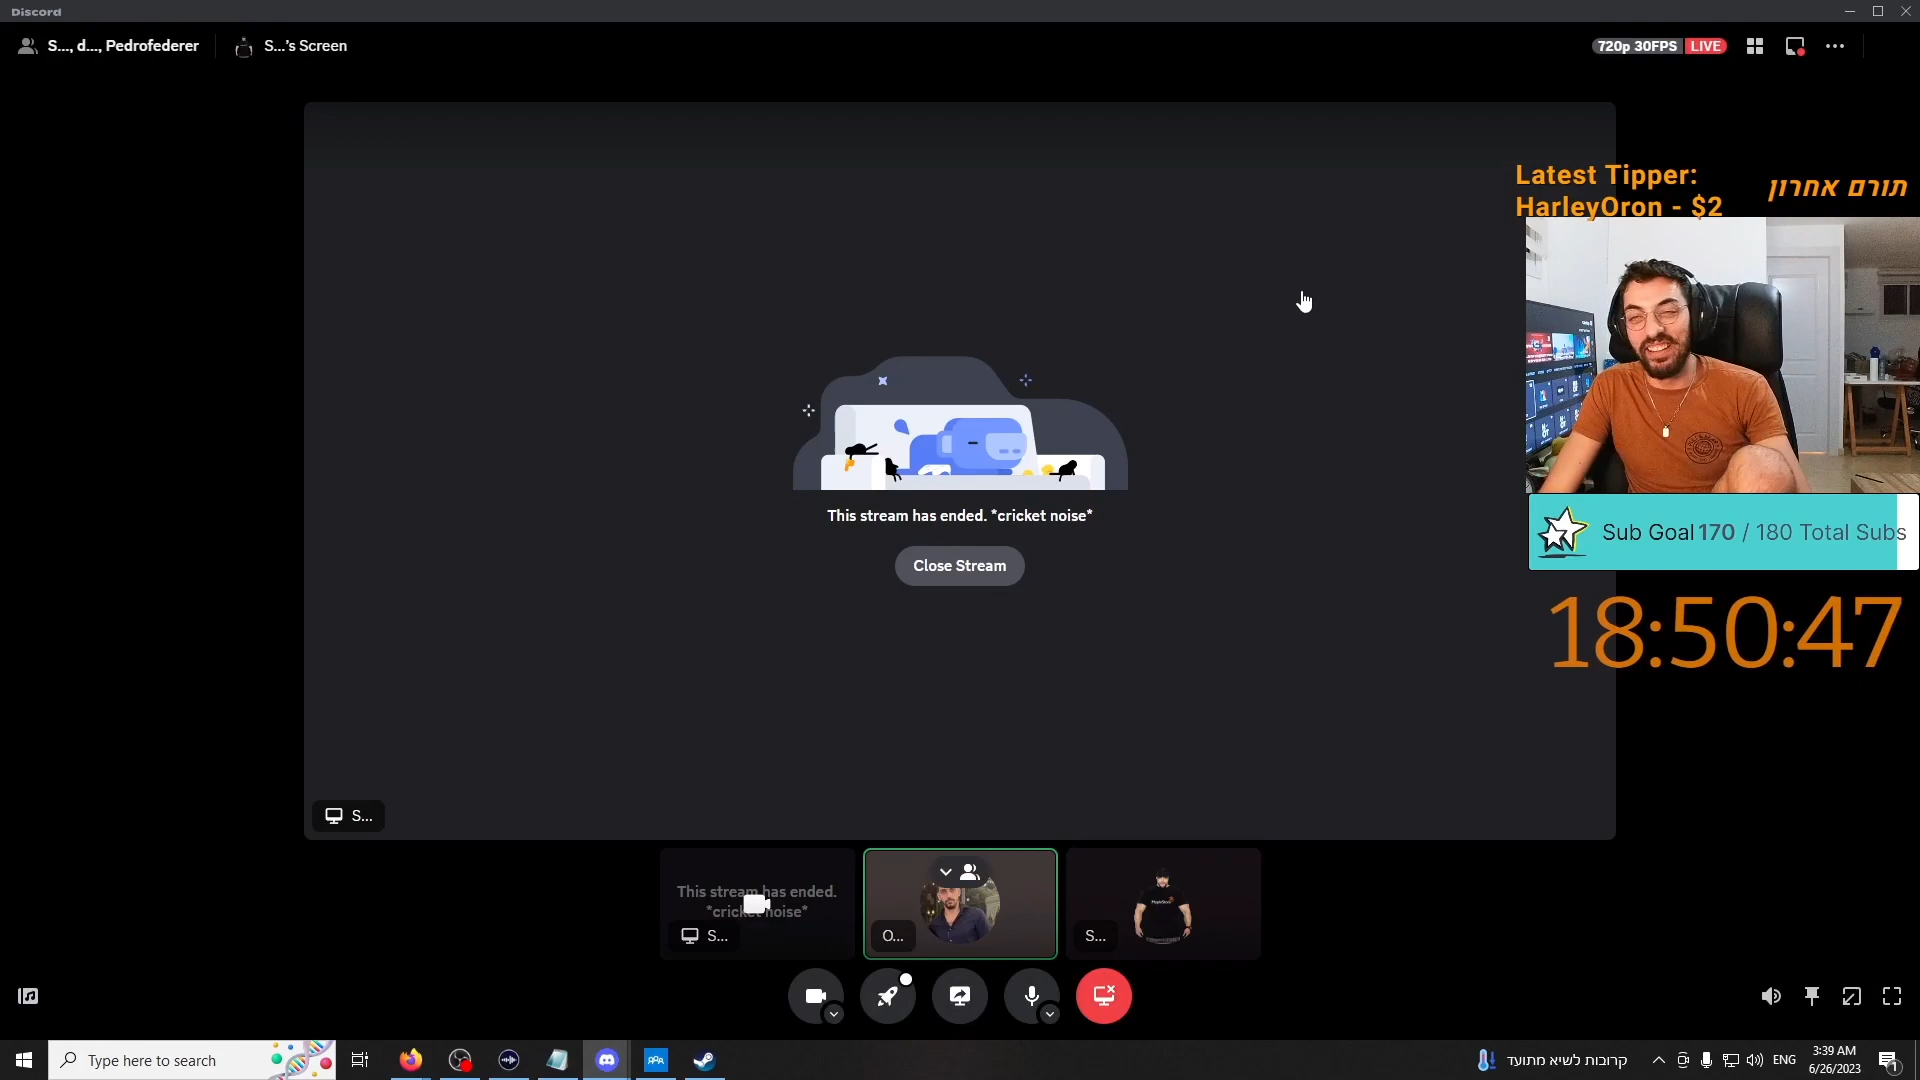 Discord
S..., d..., Pedrofederer
S...'s Screen
720p 30FPS LIVE
Latest Tipper:
HarleyOron - $2
תורם אחרון
This stream has ended. *cricket noise*
Close Stream
Sub Goal 170 / 180 Total Subs
18:50:47
S...
This stream has ended.
*cricket noise*
S...
O...
S...
Type here to search
קרובות לשיא מתועד
ENG
3:39 AM
6/26/2023
1